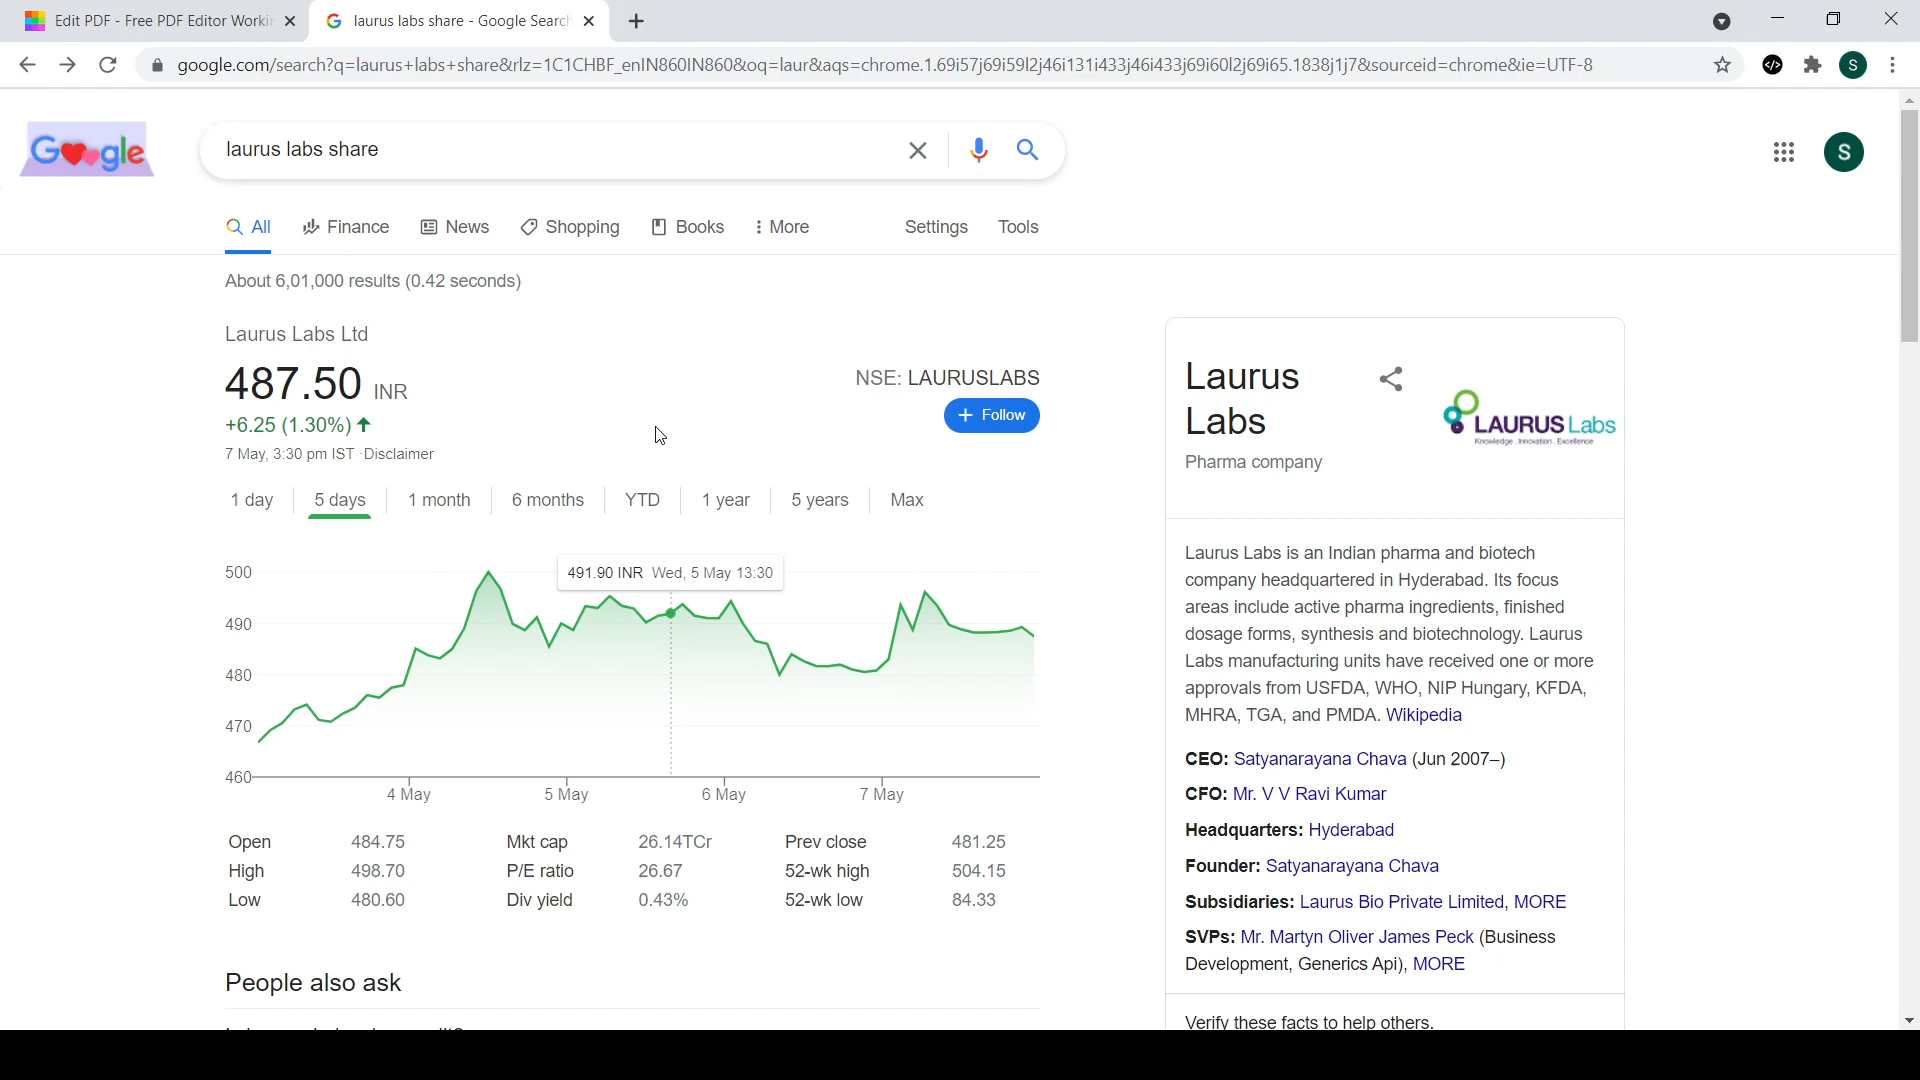 Edit PDF - Free PDF Editor Workin
laurus labs share - Google Search
google.com/search?q=laurus+labs+share&rlz=1C1CHBF_enIN860IN860&oq=laur&aqs=chrome.1.69i57j69i59l2j46i131i433j46i433j69i60l2j69i65.1838j1j7&sourceid=chrome&ie=UTF-8
S
Google
laurus labs share
S
All Finance News Shopping Books More Settings Tools
About 6,01,000 results (0.42 seconds)
Laurus Labs Ltd
487.50 INR
NSE: LAURUSLABS
+6.25 (1.30%)
Follow
7 May, 3:30 pm IST · Disclaimer
1 day 5 days 1 month 6 months YTD 1 year 5 years Max
491.90 INR Wed, 5 May 13:30
500
490
480
470
460
4 May 5 May 6 May 7 May
Open 484.75 Mkt cap 26.14TCr Prev close 481.25
High 498.70 P/E ratio 26.67 52-wk high 504.15
Low 480.60 Div yield 0.43% 52-wk low 84.33
People also ask
Laurus
Labs
Pharma company
LAURUS Labs
Knowledge . Innovation . Excellence
Laurus Labs is an Indian pharma and biotech
company headquartered in Hyderabad. Its focus
areas include active pharma ingredients, finished
dosage forms, synthesis and biotechnology. Laurus
Labs manufacturing units have received one or more
approvals from USFDA, WHO, NIP Hungary, KFDA,
MHRA, TGA, and PMDA. Wikipedia
CEO: Satyanarayana Chava (Jun 2007–)
CFO: Mr. V V Ravi Kumar
Headquarters: Hyderabad
Founder: Satyanarayana Chava
Subsidiaries: Laurus Bio Private Limited, MORE
SVPs: Mr. Martyn Oliver James Peck (Business
Development, Generics Api), MORE
Verify these facts to help others.